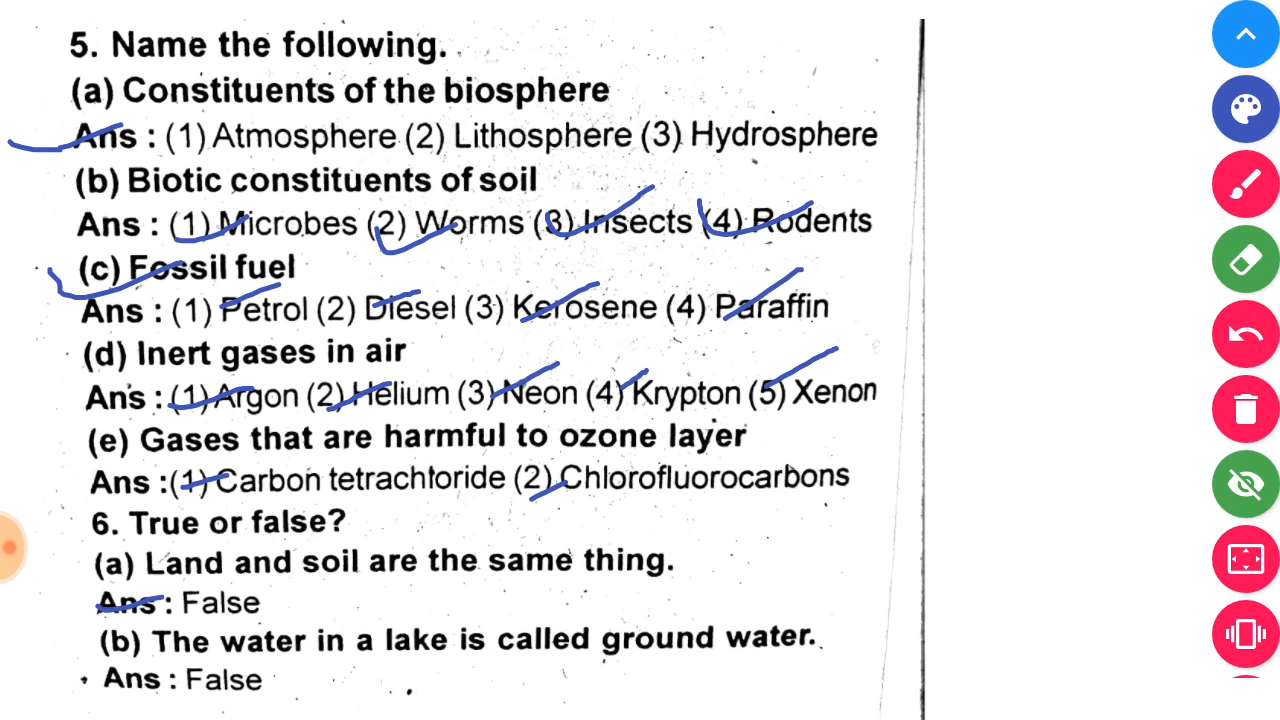 5. Name the following.
(a) Constituents of the biosphere
Ans : (1) Atmosphere (2) Lithosphere (3) Hydrosphere
(b) Biotic constituents of soil
Ans : (1) Microbes (2) Worms (3) Insects (4) Rodents
(c) Fossil fuel
Ans : (1) Petrol (2) Diesel (3) Kerosene (4) Paraffin
(d) Inert gases in air
Ans : (1) Argon (2) Helium (3) Neon (4) Krypton (5) Xenon
(e) Gases that are harmful to ozone layer
Ans :(1) Carbon tetrachloride (2) Chlorofluorocarbons
6. True or false?
(a) Land and soil are the same thing.
Ans : False
(b) The water in a lake is called ground water.
Ans : False